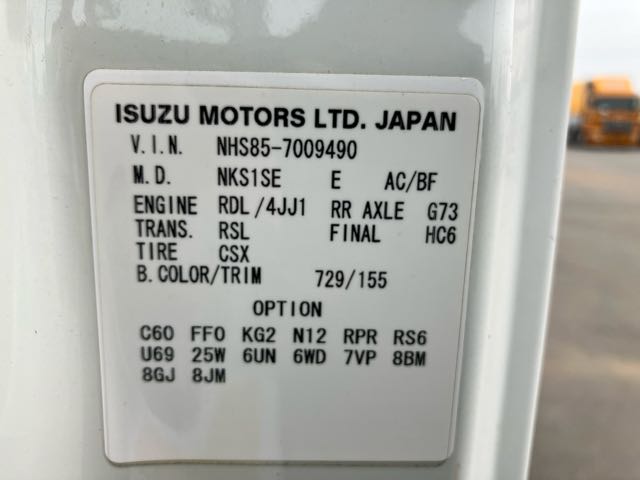 ISUZU MOTORS LTD. JAPAN
V.I.N. NHS85-7009490
M.D. NKS1SE E AC/BF
ENGINE RDL/4JJ1 RR AXLE G73
TRANS. RSL FINAL HC6
TIRE CSX
B.COLOR/TRIM 729/155
OPTION
C60 FF0 KG2 N12 RPR RS6
U69 25W 6UN 6WD 7VP 8BM
8GJ 8JM